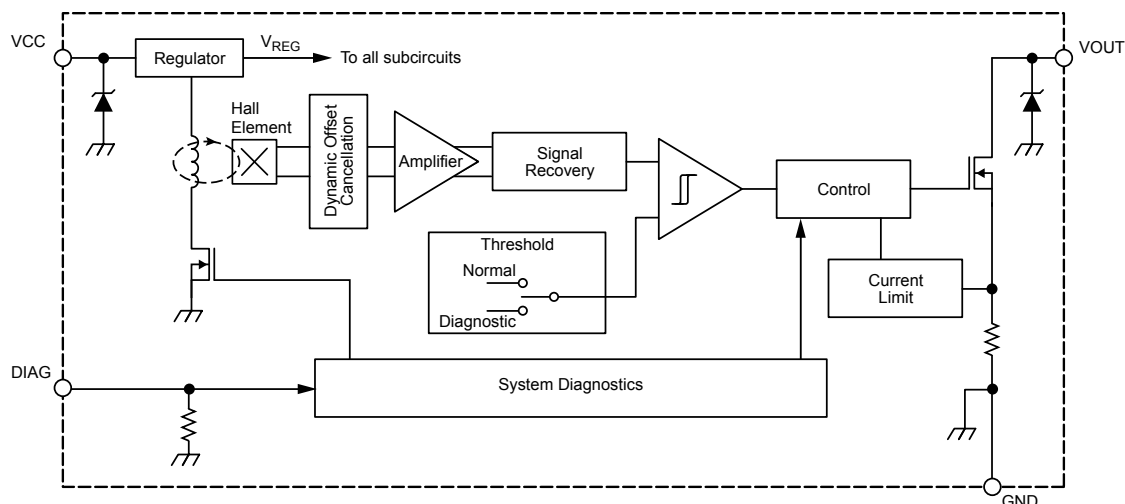 VCC
Regulator
VREG
To all subcircuits
VOUT
Hall
Element
Dynamic Offset
Cancellation
Amplifier
Signal
Recovery
Control
Threshold
Normal
Diagnostic
Current
Limit
DIAG
System Diagnostics
GND